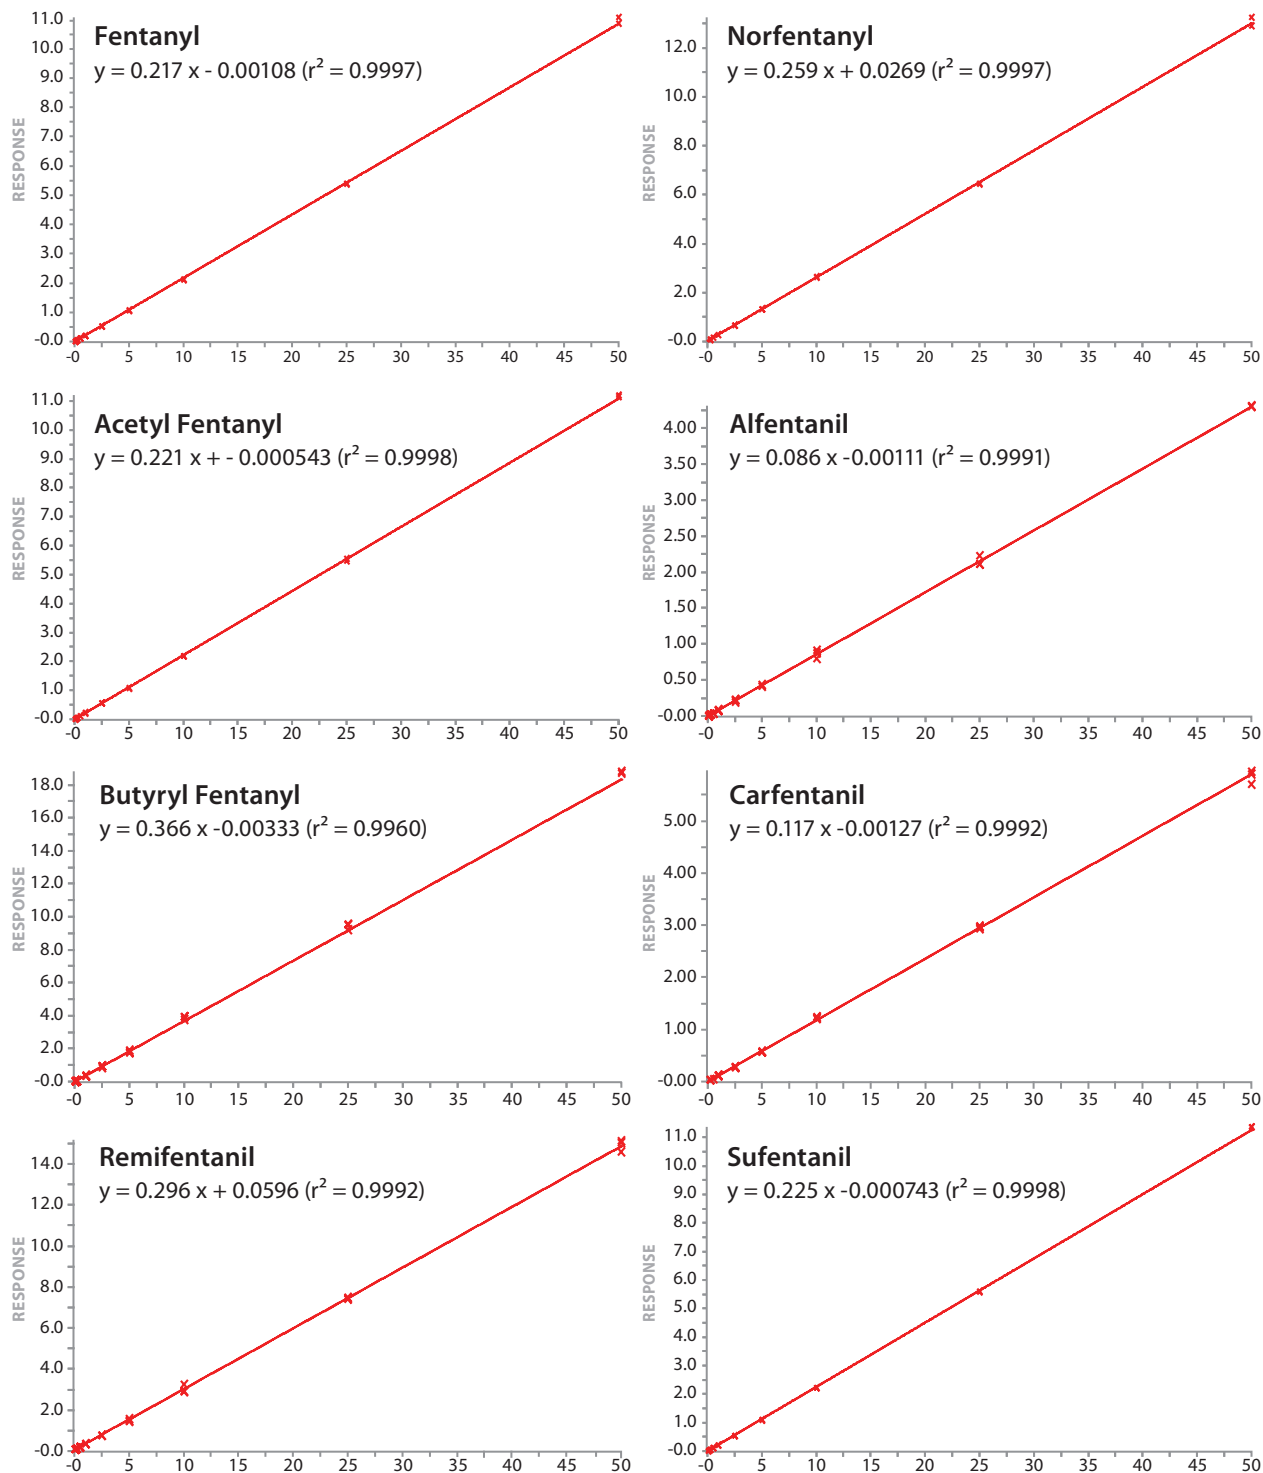 Fentanyl
y = 0.217 x - 0.00108 (r² = 0.9997)
RESPONSE
11.0
10.0
9.0
8.0
7.0
6.0
5.0
4.0
3.0
2.0
1.0
-0.0
-0 5 10 15 20 25 30 35 40 45 50
Norfentanyl
y = 0.259 x + 0.0269 (r² = 0.9997)
RESPONSE
12.0
10.0
8.0
6.0
4.0
2.0
-0.0
-0 5 10 15 20 25 30 35 40 45 50
Acetyl Fentanyl
y = 0.221 x + - 0.000543 (r² = 0.9998)
RESPONSE
11.0
10.0
9.0
8.0
7.0
6.0
5.0
4.0
3.0
2.0
1.0
-0.0
-0 5 10 15 20 25 30 35 40 45 50
Alfentanil
y = 0.086 x -0.00111 (r² = 0.9991)
RESPONSE
4.00
3.50
3.00
2.50
2.00
1.50
1.00
0.50
-0.00
-0 5 10 15 20 25 30 35 40 45 50
Butyryl Fentanyl
y = 0.366 x -0.00333 (r² = 0.9960)
RESPONSE
18.0
16.0
14.0
12.0
10.0
8.0
6.0
4.0
2.0
-0.0
-0 5 10 15 20 25 30 35 40 45 50
Carfentanil
y = 0.117 x -0.00127 (r² = 0.9992)
RESPONSE
5.00
4.00
3.00
2.00
1.00
-0.00
-0 5 10 15 20 25 30 35 40 45 50
Remifentanil
y = 0.296 x + 0.0596 (r² = 0.9992)
RESPONSE
14.0
12.0
10.0
8.0
6.0
4.0
2.0
-0.0
-0 5 10 15 20 25 30 35 40 45 50
Sufentanil
y = 0.225 x -0.000743 (r² = 0.9998)
RESPONSE
11.0
10.0
9.0
8.0
7.0
6.0
5.0
4.0
3.0
2.0
1.0
-0.0
-0 5 10 15 20 25 30 35 40 45 50